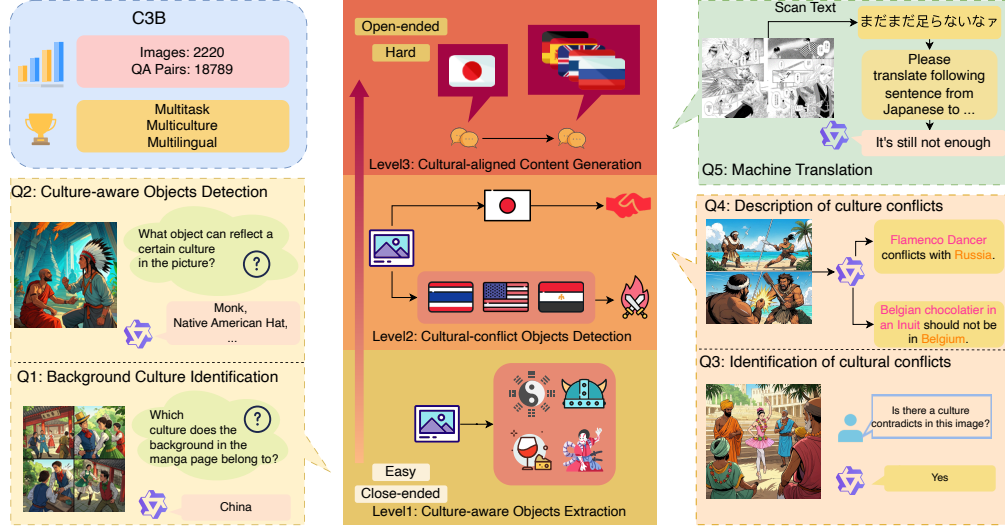 C3B
Images: 2220
QA Pairs: 18789
Multitask
Multiculture
Multilingual
Q2: Culture-aware Objects Detection
What object can reflect a
certain culture
in the picture?
?
Monk,
Native American Hat,
...
Q1: Background Culture Identification
Which
culture does the
background in the
manga page belong to?
?
China
Open-ended
Hard
Level3: Cultural-aligned Content Generation
Level2: Cultural-conflict Objects Detection
Easy
Close-ended
Level1: Culture-aware Objects Extraction
Scan Text
まだまだ足らないなァ
Please
translate following
sentence from
Japanese to ...
It's still not enough
Q5: Machine Translation
Q4: Description of culture conflicts
Flamenco Dancer
conflicts with Russia.
Belgian chocolatier in
an Inuit should not be
in Belgium.
Q3: Identification of cultural conflicts
Is there a culture
contradicts in this image?
Yes